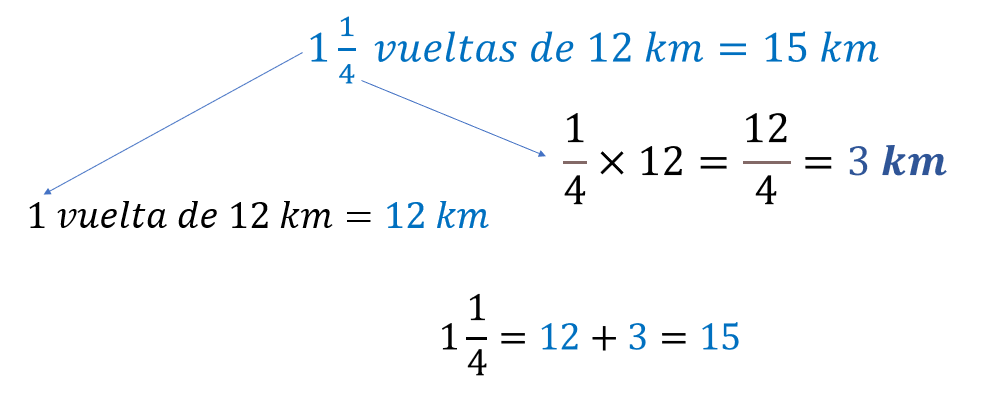 1 1/4 vueltas de 12 km = 15 km
1/4 × 12 = 12/4 = 3 km
1 vuelta de 12 km = 12 km
1 1/4 = 12 + 3 = 15